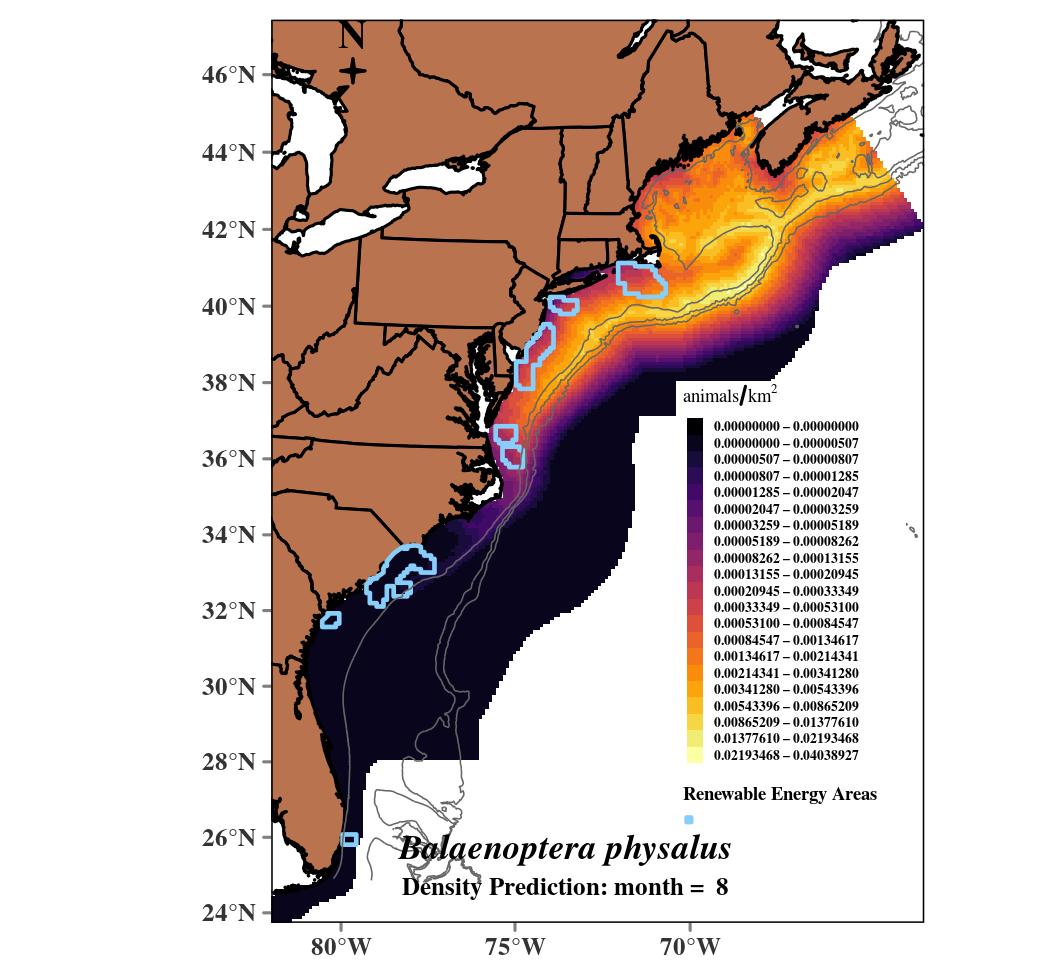 N
46°N
44°N
42°N
40°N
38°N
36°N
34°N
32°N
30°N
28°N
26°N
24°N
80°W 75°W 70°W
animals/km2
0.00000000 – 0.00000000
0.00000000 – 0.00000507
0.00000507 – 0.00000807
0.00000807 – 0.00001285
0.00001285 – 0.00002047
0.00002047 – 0.00003259
0.00003259 – 0.00005189
0.00005189 – 0.00008262
0.00008262 – 0.00013155
0.00013155 – 0.00020945
0.00020945 – 0.00033349
0.00033349 – 0.00053100
0.00053100 – 0.00084547
0.00084547 – 0.00134617
0.00134617 – 0.00214341
0.00214341 – 0.00341280
0.00341280 – 0.00543396
0.00543396 – 0.00865209
0.00865209 – 0.01377610
0.01377610 – 0.02193468
0.02193468 – 0.04038927
Renewable Energy Areas
Balaenoptera physalus
Density Prediction: month = 8